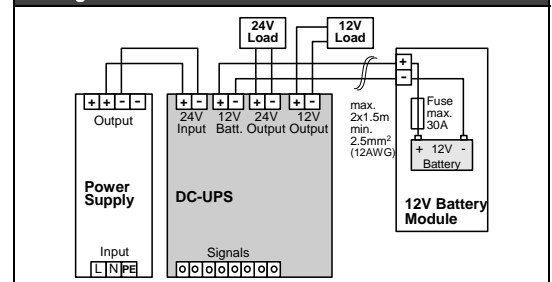 24V
Load
12V
Load
+ + - -
Output
+ - + - + - + -
24V 12V 24V 12V
Input Batt. Output Output
max.
2x1.5m
min.
2.5mm²
(12AWG)
+
-
Fuse
max.
30A
+ 12V -
Battery
Power
Supply
DC-UPS
12V Battery
Module
Input
L N PE
Signals